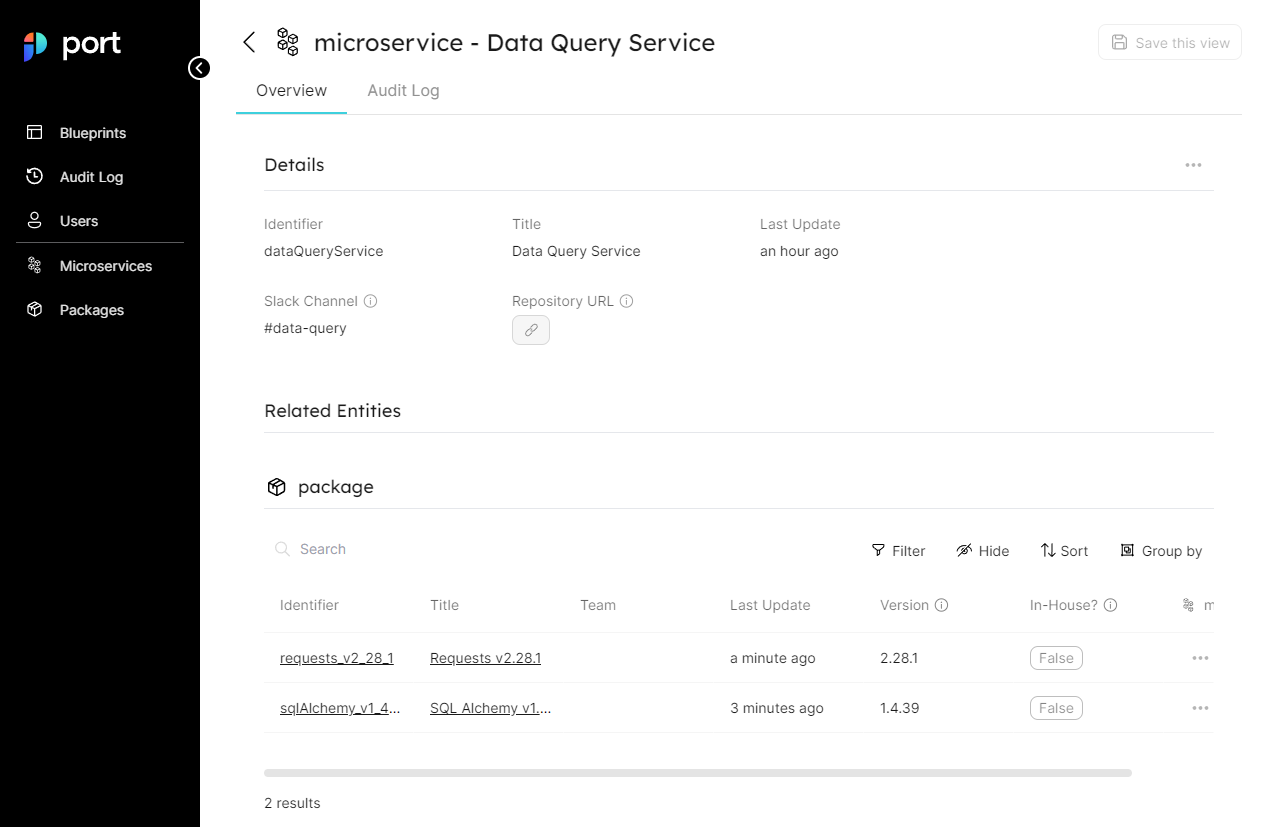 port
Blueprints
Audit Log
Users
Microservices
Packages
microservice - Data Query Service
Save this view
Overview Audit Log
Details
Identifier Title Last Update
dataQueryService Data Query Service an hour ago
Slack Channel Repository URL
#data-query
Related Entities
package
Search Filter Hide Sort Group by
Identifier Title Team Last Update Version In-House? m
requests_v2_28_1 Requests v2.28.1 a minute ago 2.28.1 False
sqlAlchemy_v1_4... SQL Alchemy v1.... 3 minutes ago 1.4.39 False
2 results